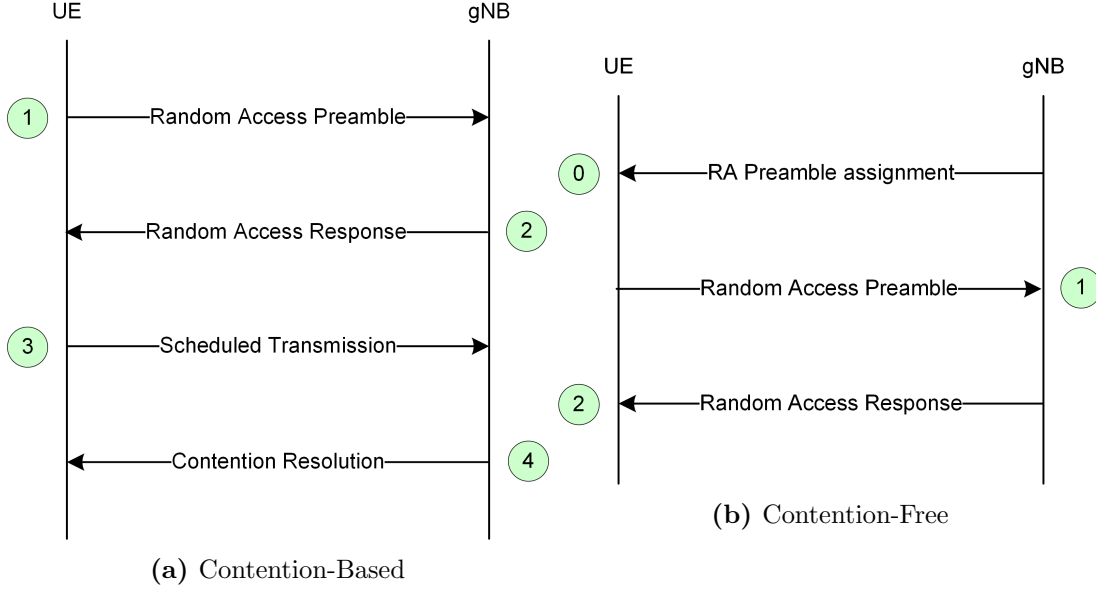 UE
gNB
1
Random Access Preamble
Random Access Response
2
3
Scheduled Transmission
Contention Resolution
4
(a) Contention-Based
UE
gNB
0
RA Preamble assignment
Random Access Preamble
1
2
Random Access Response
(b) Contention-Free